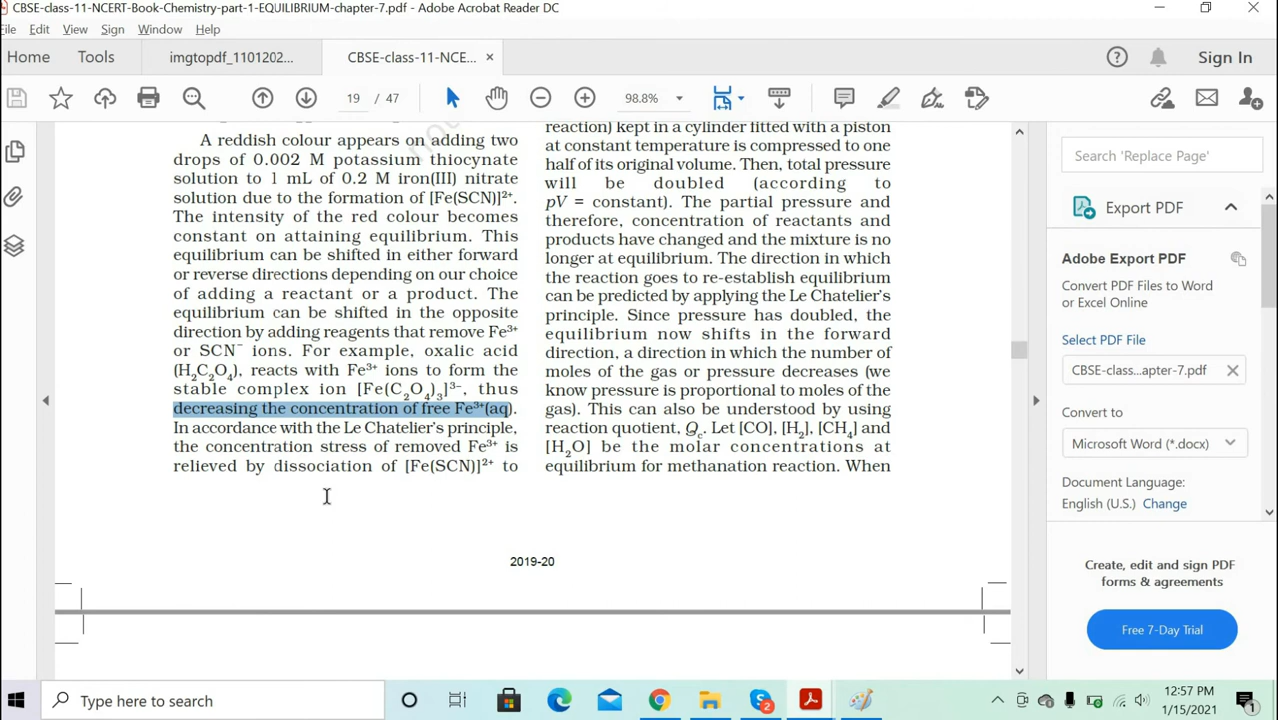 CBSE-class-11-NCERT-Book-Chemistry-part-1-EQUILIBRIUM-chapter-7.pdf - Adobe Acrobat Reader DC
File Edit View Sign Window Help
Home Tools imgtopdf_1101202... CBSE-class-11-NCE... × Sign In
19 / 47 98.8%
A reddish colour appears on adding two
drops of 0.002 M potassium thiocynate
solution to 1 mL of 0.2 M iron(III) nitrate
solution due to the formation of [Fe(SCN)]²⁺.
The intensity of the red colour becomes
constant on attaining equilibrium. This
equilibrium can be shifted in either forward
or reverse directions depending on our choice
of adding a reactant or a product. The
equilibrium can be shifted in the opposite
direction by adding reagents that remove Fe³⁺
or SCN⁻ ions. For example, oxalic acid
(H₂C₂O₄), reacts with Fe³⁺ ions to form the
stable complex ion [Fe(C₂O₄)₃]³⁻, thus
decreasing the concentration of free Fe³⁺(aq).
In accordance with the Le Chatelier's principle,
the concentration stress of removed Fe³⁺ is
relieved by dissociation of [Fe(SCN)]²⁺ to
reaction) kept in a cylinder fitted with a piston
at constant temperature is compressed to one
half of its original volume. Then, total pressure
will be doubled (according to
pV = constant). The partial pressure and
therefore, concentration of reactants and
products have changed and the mixture is no
longer at equilibrium. The direction in which
the reaction goes to re-establish equilibrium
can be predicted by applying the Le Chatelier's
principle. Since pressure has doubled, the
equilibrium now shifts in the forward
direction, a direction in which the number of
moles of the gas or pressure decreases (we
know pressure is proportional to moles of the
gas). This can also be understood by using
reaction quotient, Qc. Let [CO], [H₂], [CH₄] and
[H₂O] be the molar concentrations at
equilibrium for methanation reaction. When
2019-20
Search 'Replace Page'
Export PDF
Adobe Export PDF
Convert PDF Files to Word
or Excel Online
Select PDF File
CBSE-class...apter-7.pdf ×
Convert to
Microsoft Word (*.docx)
Document Language:
English (U.S.) Change
Create, edit and sign PDF
forms & agreements
Free 7-Day Trial
Type here to search
2
12:57 PM
1/15/2021
1